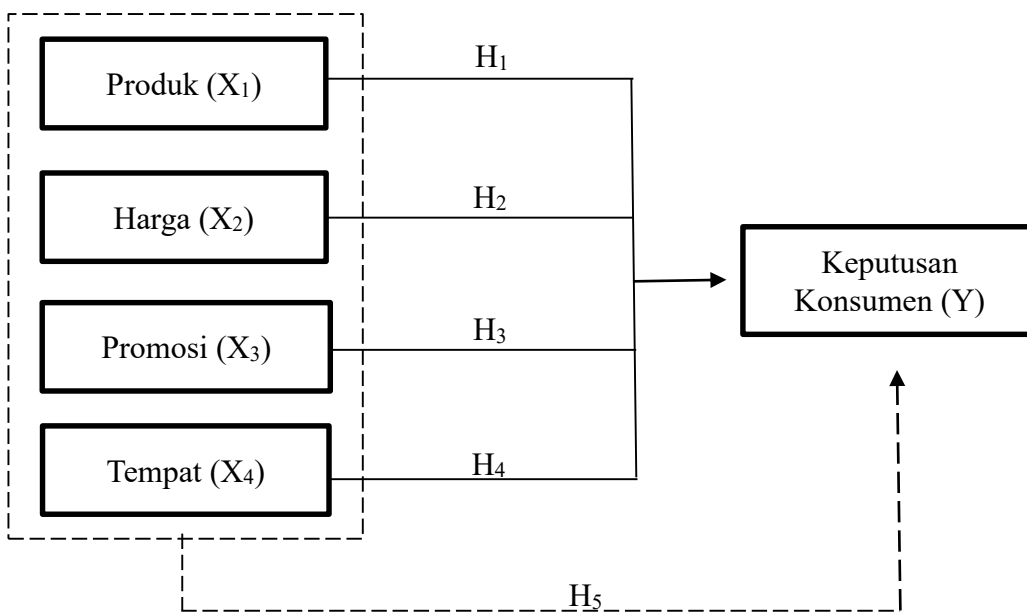 Produk (X₁)
H₁
Harga (X₂)
H₂
Promosi (X₃)
H₃
Tempat (X₄)
H₄
Keputusan
Konsumen (Y)
H₅